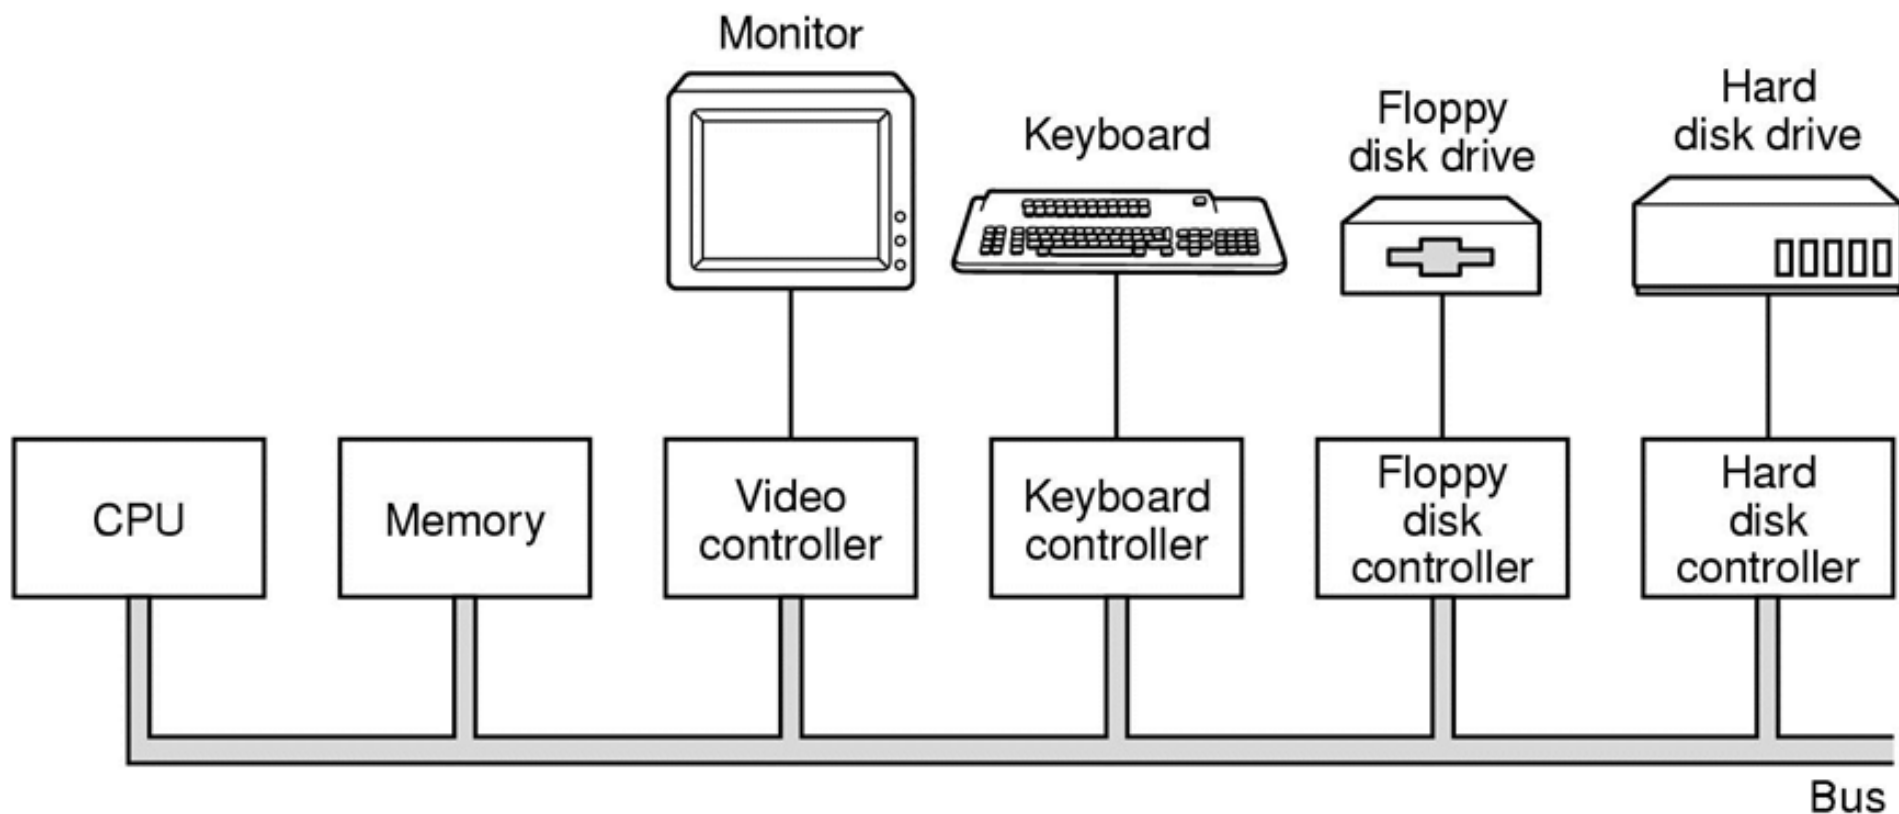 Monitor
Keyboard
Floppy
disk drive
Hard
disk drive
CPU
Memory
Video
controller
Keyboard
controller
Floppy
disk
controller
Hard
disk
controller
Bus